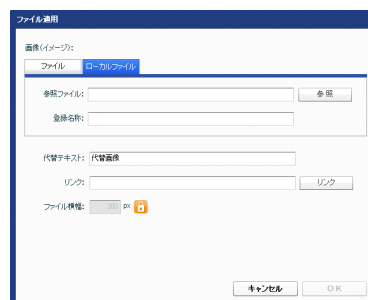 ファイル適用
画像(イメージ):
ファイル ローカルファイル
参照ファイル: 参照
登録名称:
代替テキスト: 代替画像
リンク: リンク
ファイル横幅: 200 px
キャンセル OK